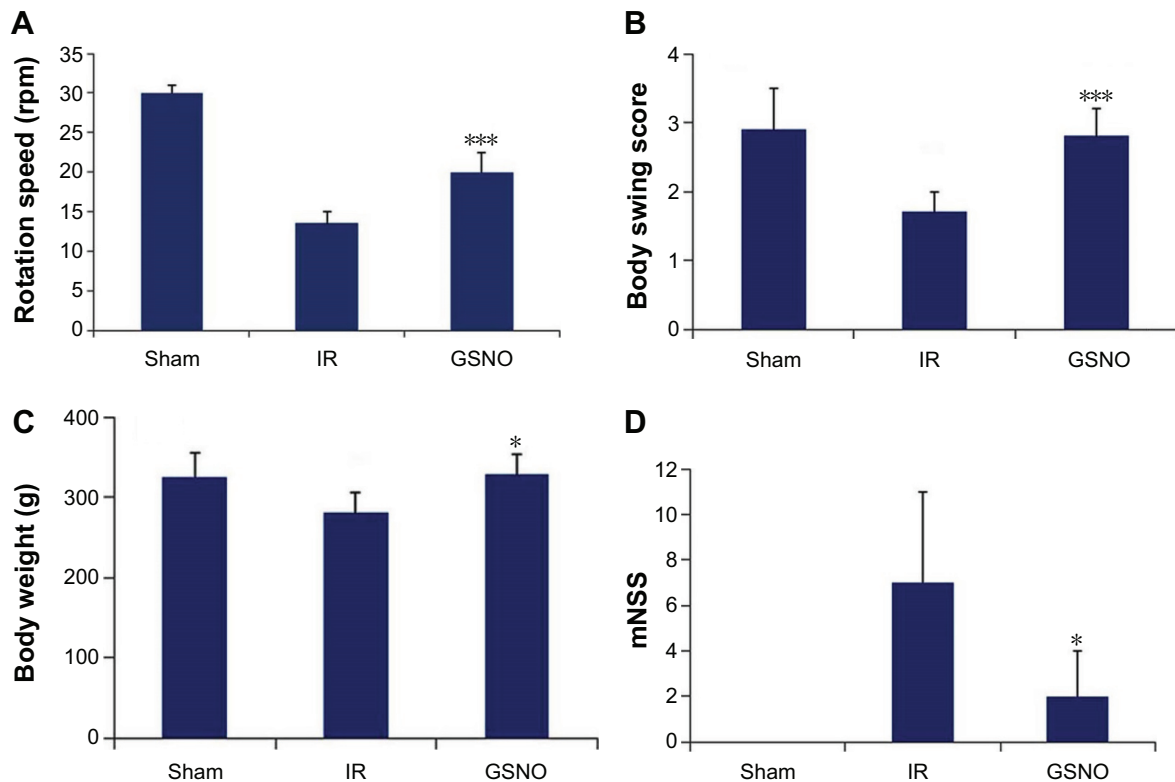 A
Rotation speed (rpm)
35
30
25
20
15
10
5
0
***
Sham IR GSNO
B
Body swing score
4
3
2
1
0
***
Sham IR GSNO
C
Body weight (g)
400
300
200
100
0
*
Sham IR GSNO
D
mNSS
12
10
8
6
4
2
0
*
Sham IR GSNO